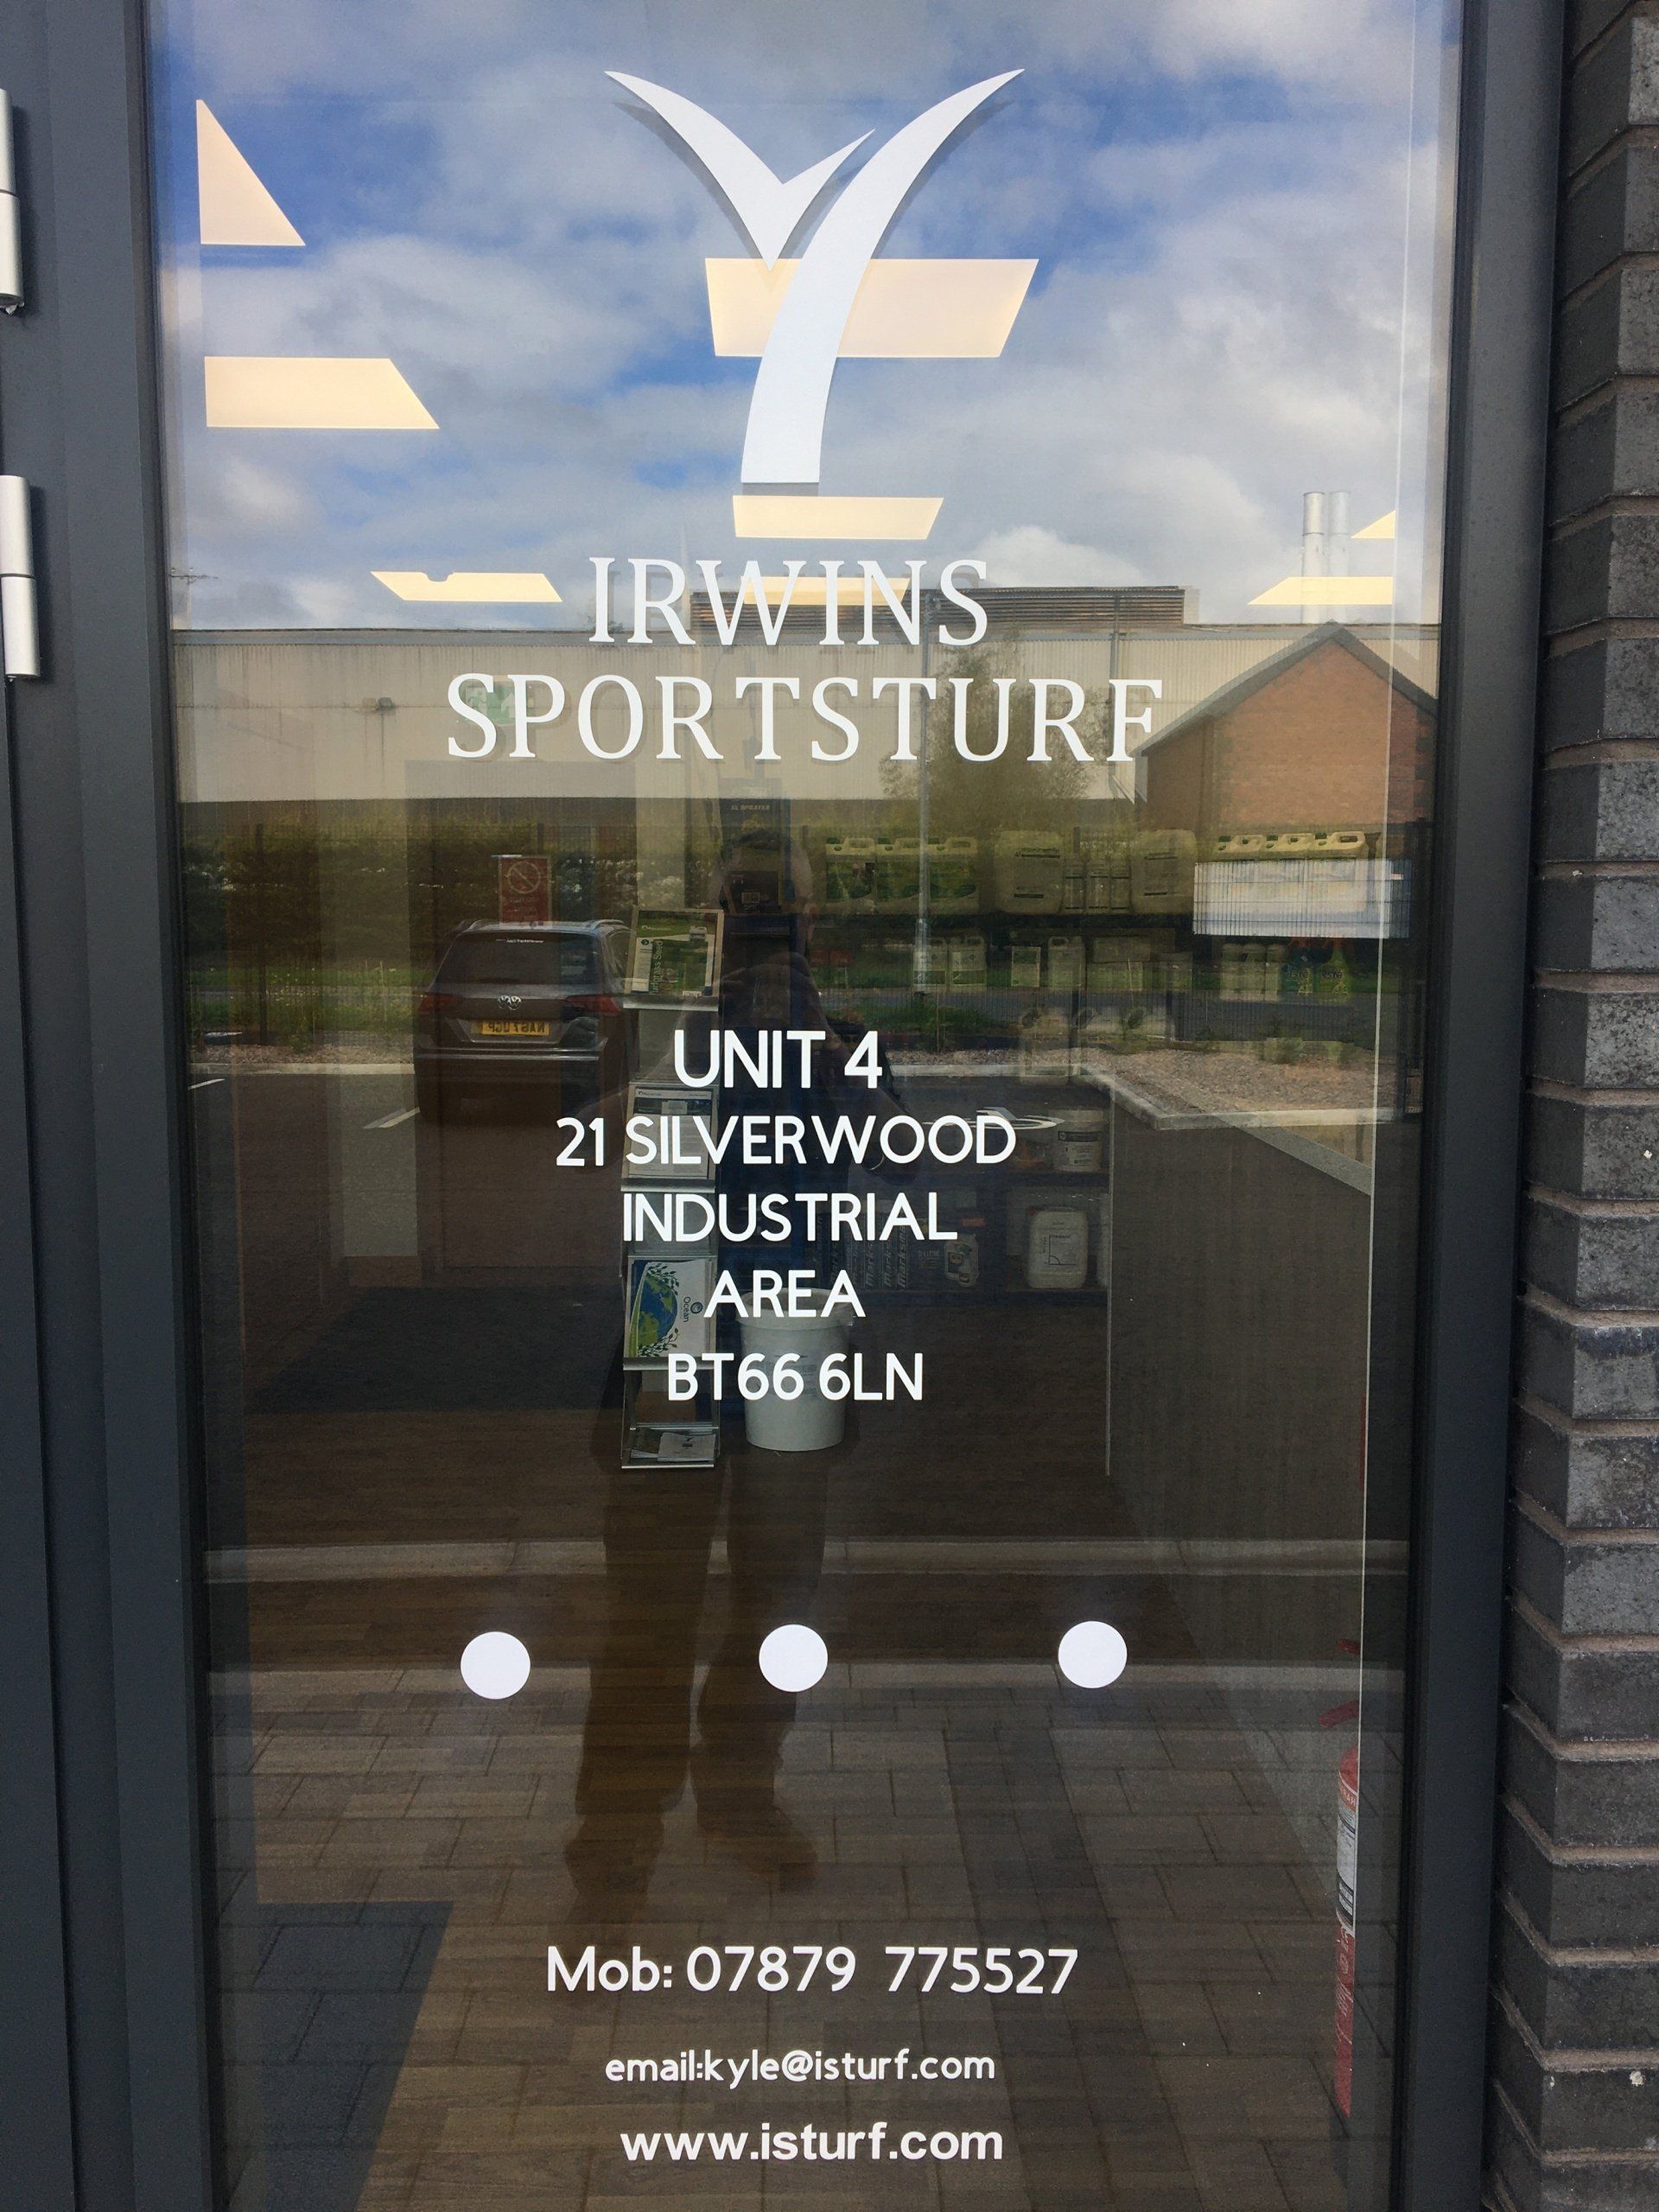 IRWINS
SPORTSTURF
UNIT 4
21 SILVERWOOD
INDUSTRIAL
AREA
BT66 6LN
Ocean
Mob: 07879 775527
email:kyle@isturf.com
www.isturf.com